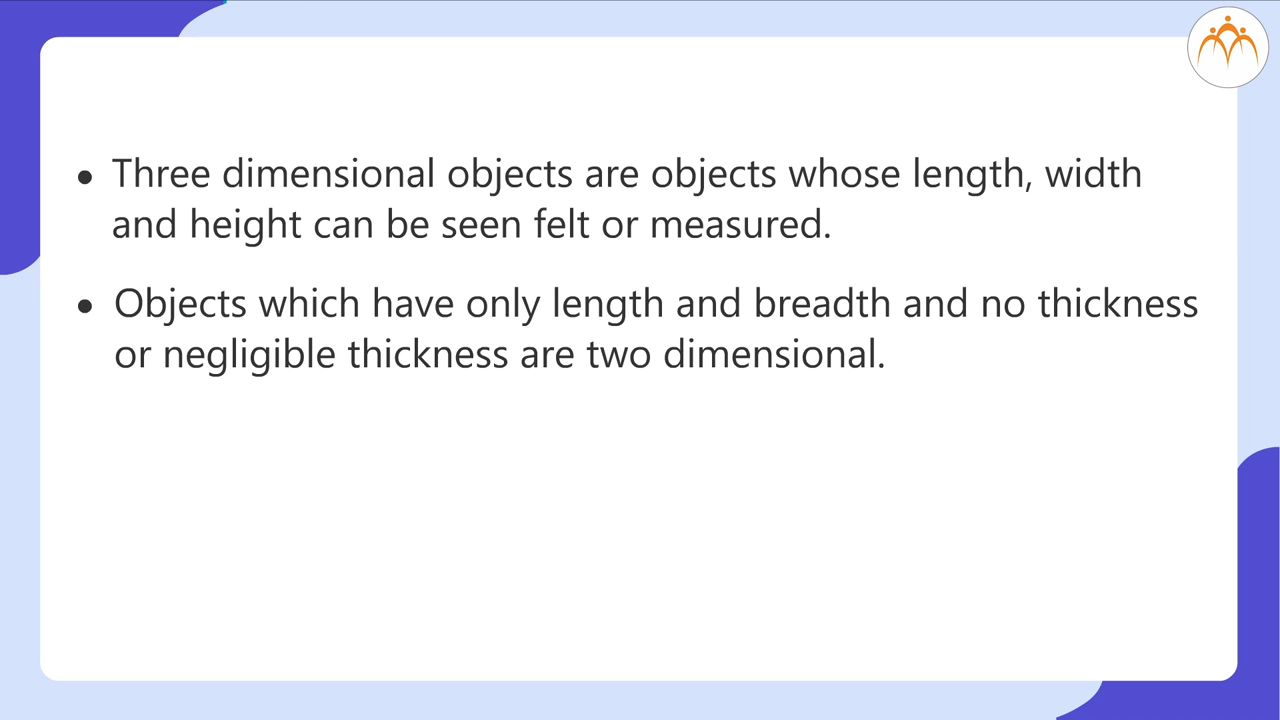 • Three dimensional objects are objects whose length, width
and height can be seen felt or measured.
• Objects which have only length and breadth and no thickness
or negligible thickness are two dimensional.